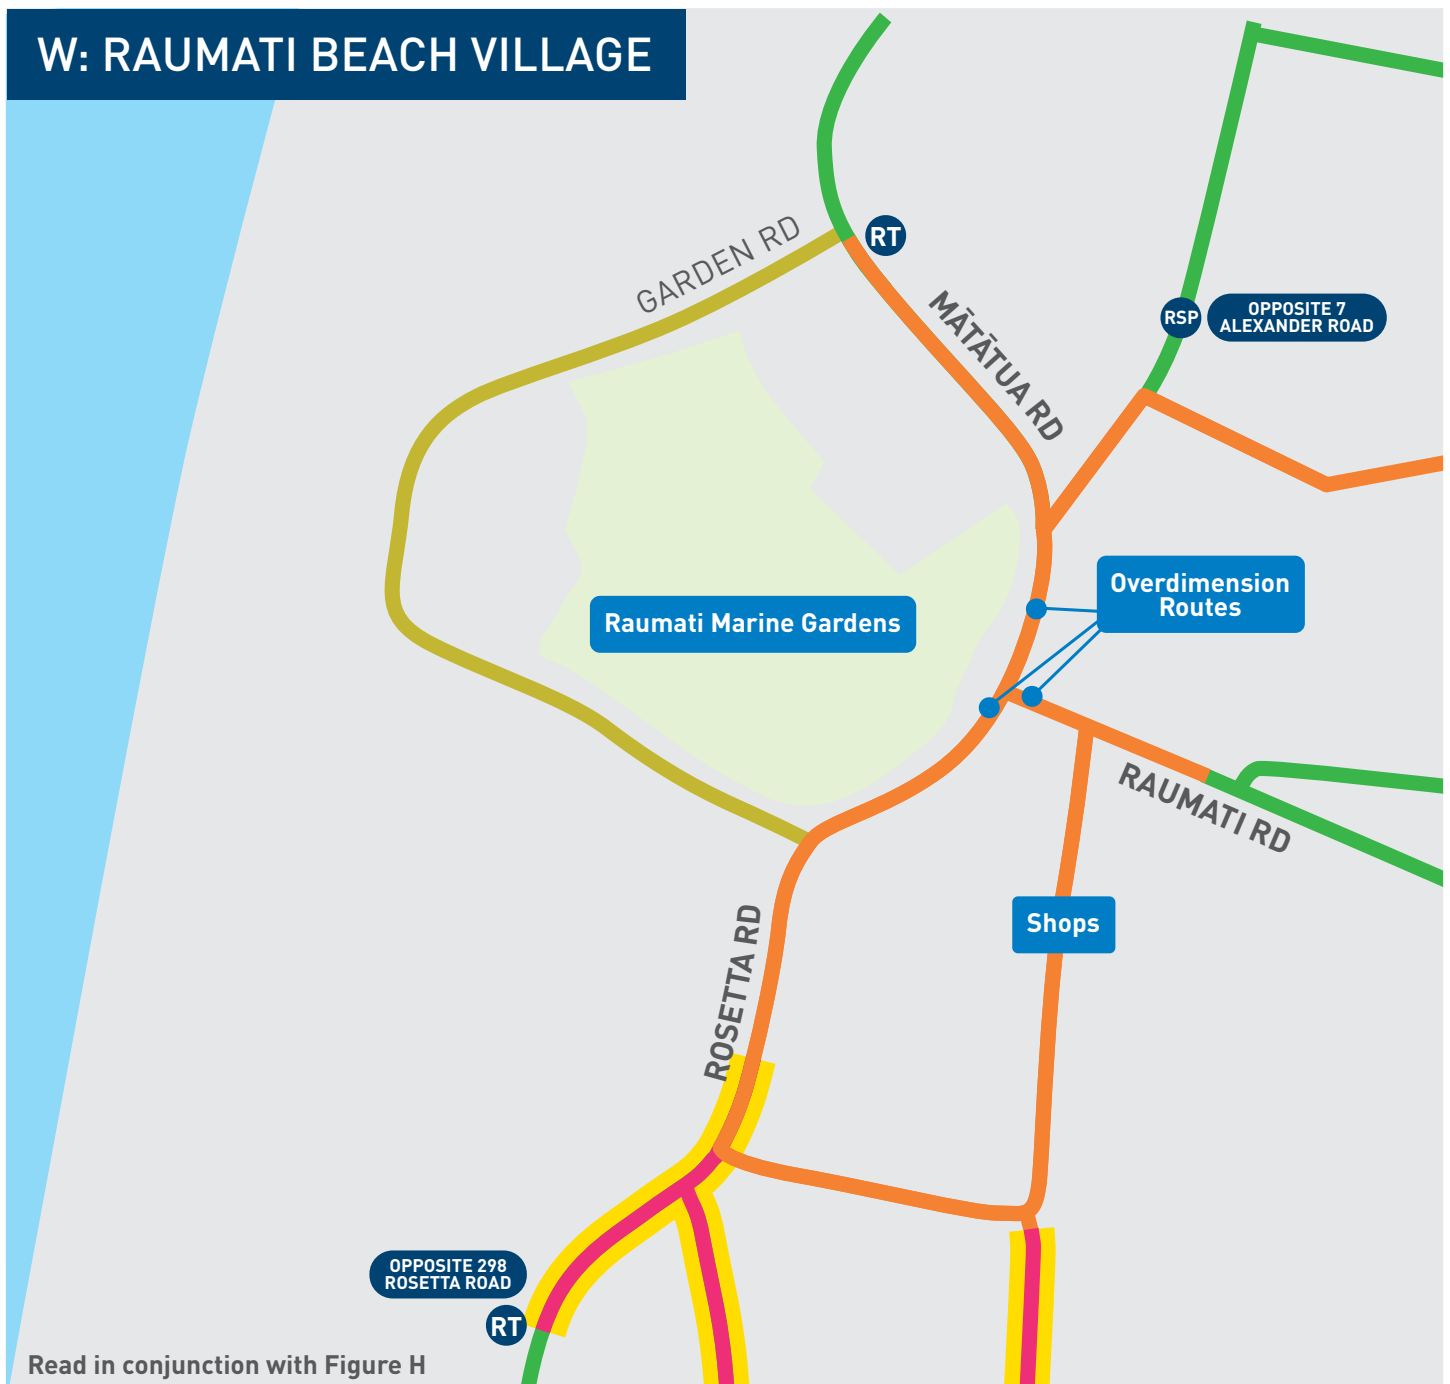 W: RAUMATI BEACH VILLAGE
GARDEN RD
RT
MĀTĀTUA RD
RSP
OPPOSITE 7
ALEXANDER ROAD
Overdimension
Routes
Raumati Marine Gardens
RAUMATI RD
Shops
ROSETTA RD
OPPOSITE 298
ROSETTA ROAD
RT
Read in conjunction with Figure H